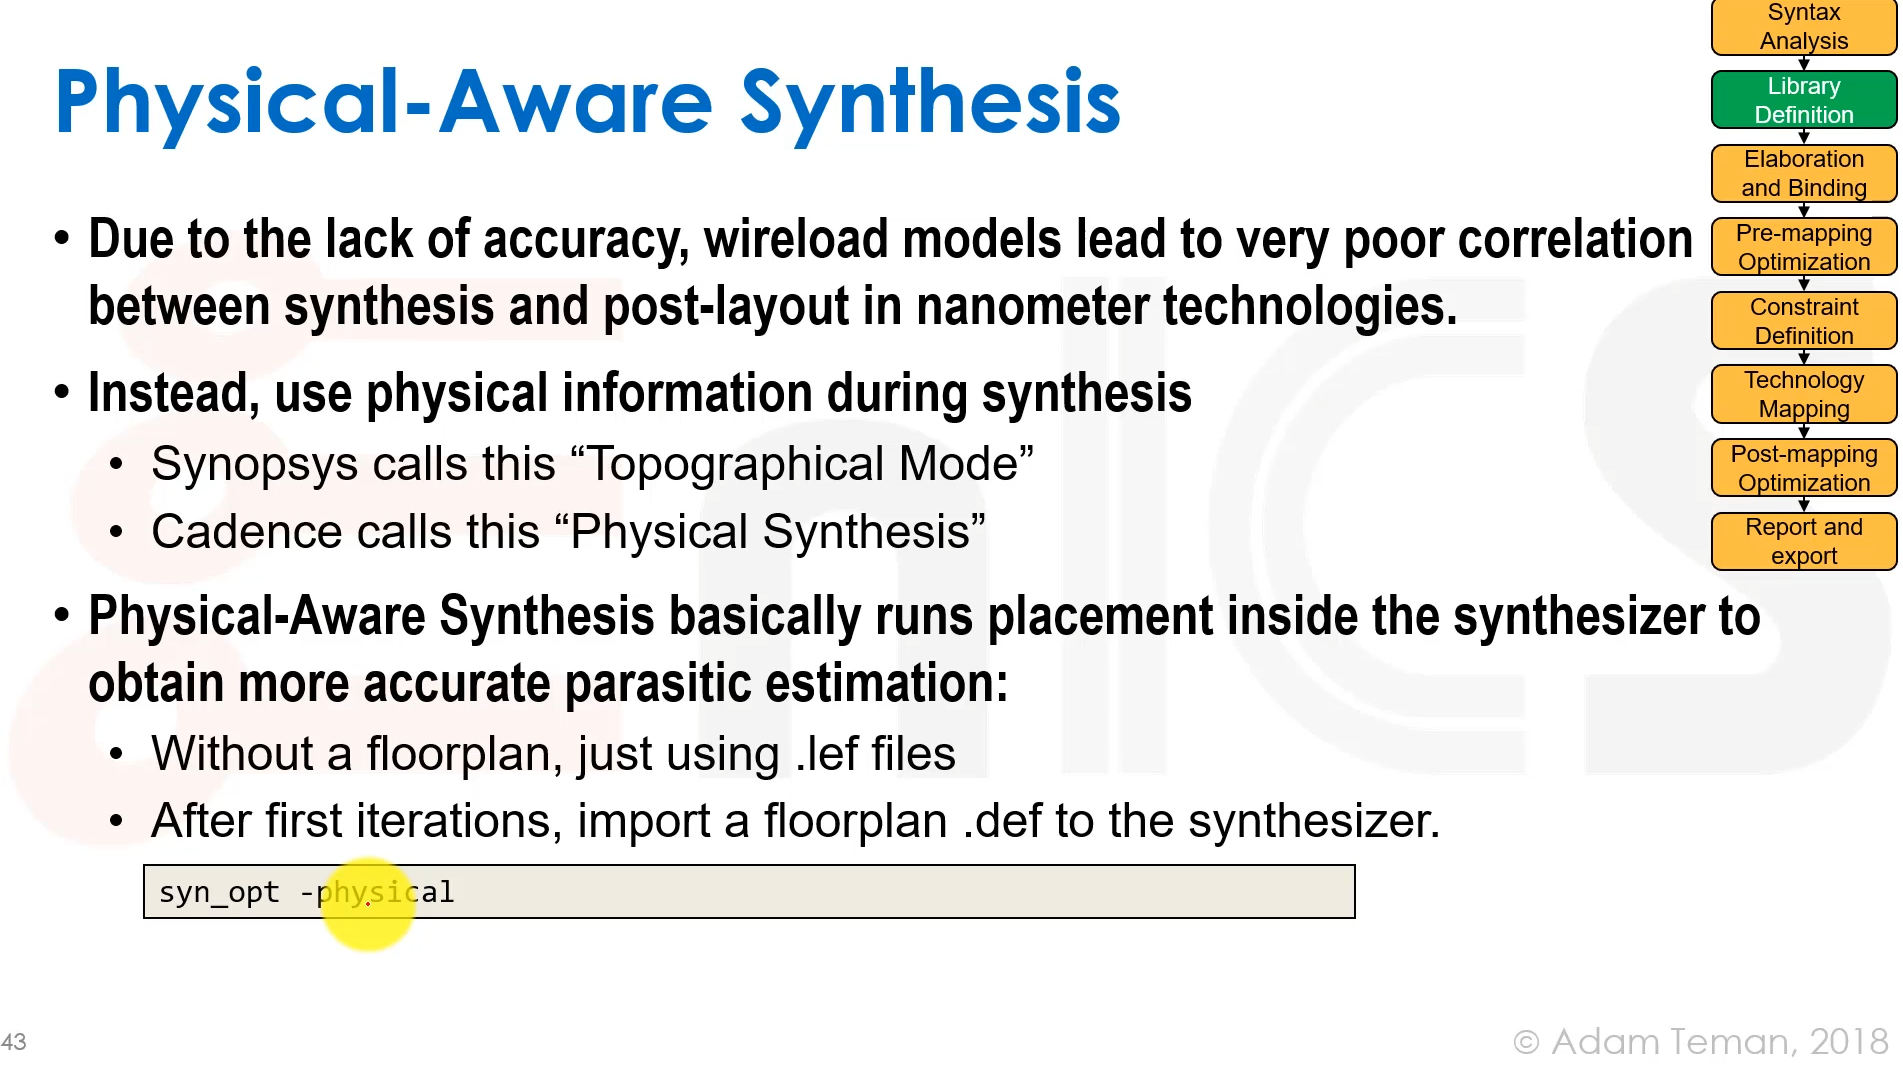 Physical-Aware Synthesis
• Due to the lack of accuracy, wireload models lead to very poor correlation
between synthesis and post-layout in nanometer technologies.
• Instead, use physical information during synthesis
• Synopsys calls this “Topographical Mode”
• Cadence calls this “Physical Synthesis”
• Physical-Aware Synthesis basically runs placement inside the synthesizer to
obtain more accurate parasitic estimation:
• Without a floorplan, just using .lef files
• After first iterations, import a floorplan .def to the synthesizer.
syn_opt -physical
Syntax
Analysis
Library
Definition
Elaboration
and Binding
Pre-mapping
Optimization
Constraint
Definition
Technology
Mapping
Post-mapping
Optimization
Report and
export
nICS
43
© Adam Teman, 2018